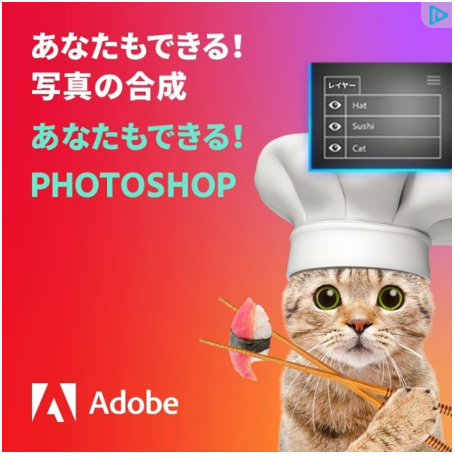 あなたもできる！
写真の合成
あなたもできる！
PHOTOSHOP
レイヤー
Hat
Sushi
Cat
Adobe